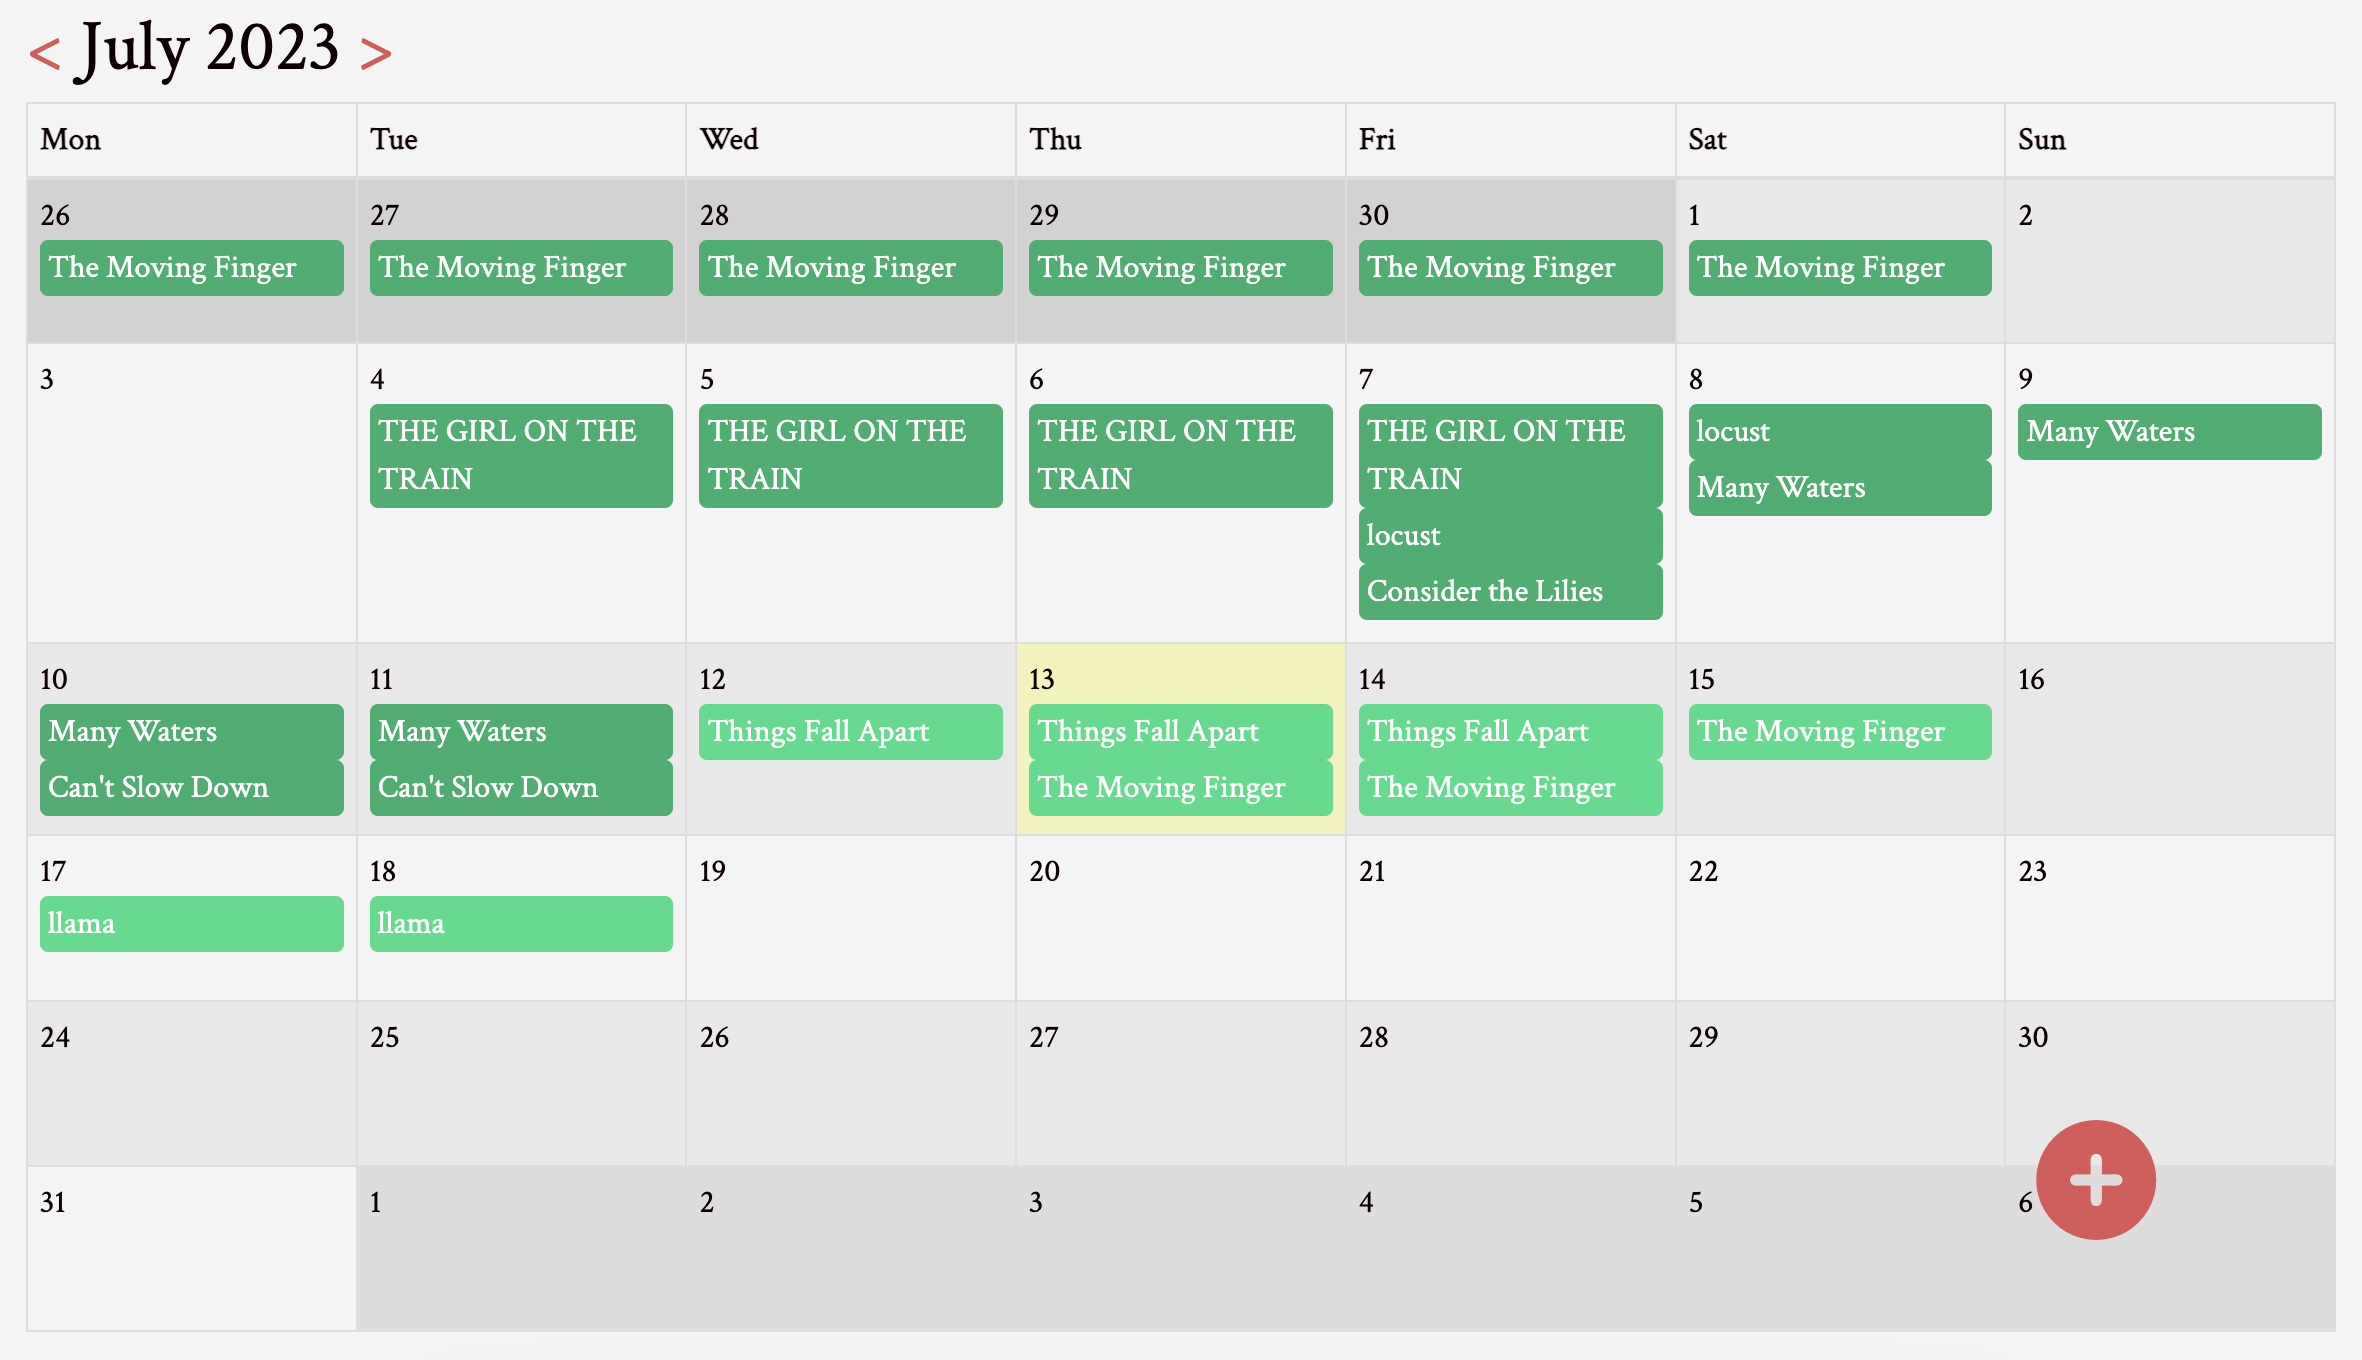 < July 2023 >
Mon Tue Wed Thu Fri Sat Sun
26 27 28 29 30 1 2
The Moving Finger The Moving Finger The Moving Finger The Moving Finger The Moving Finger The Moving Finger
3 4 5 6 7 8 9
THE GIRL ON THE THE GIRL ON THE THE GIRL ON THE THE GIRL ON THE locust Many Waters
TRAIN TRAIN TRAIN TRAIN Many Waters
locust
Consider the Lilies
10 11 12 13 14 15 16
Many Waters Many Waters Things Fall Apart Things Fall Apart Things Fall Apart The Moving Finger
Can't Slow Down Can't Slow Down The Moving Finger The Moving Finger
17 18 19 20 21 22 23
llama llama
24 25 26 27 28 29 30
31 1 2 3 4 5 6
+